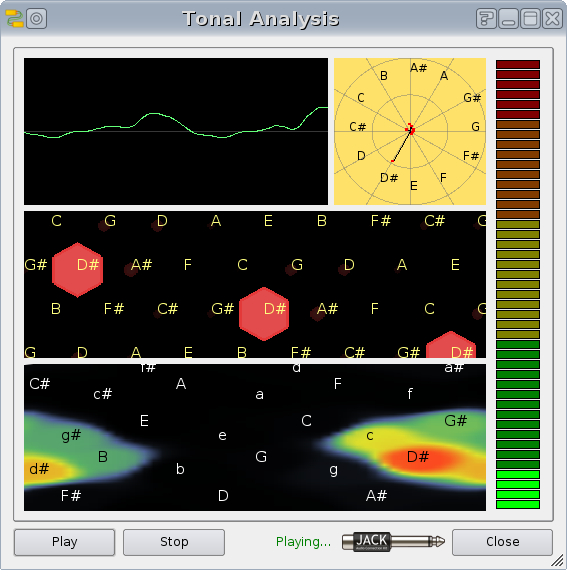 Tonal Analysis
A#
B A
C G#
C# G
D F#
D# F
E
C G D A E B F# C# G
G# D# A# F C G D A E
B F# C# G# D# A# F C G
G D A E B F# C# G# D#
f# d a#
C# A F
c# a f
E C G#
g# e c
B G D#
d# b g
F# D A#
Play Stop Playing... JACK Close